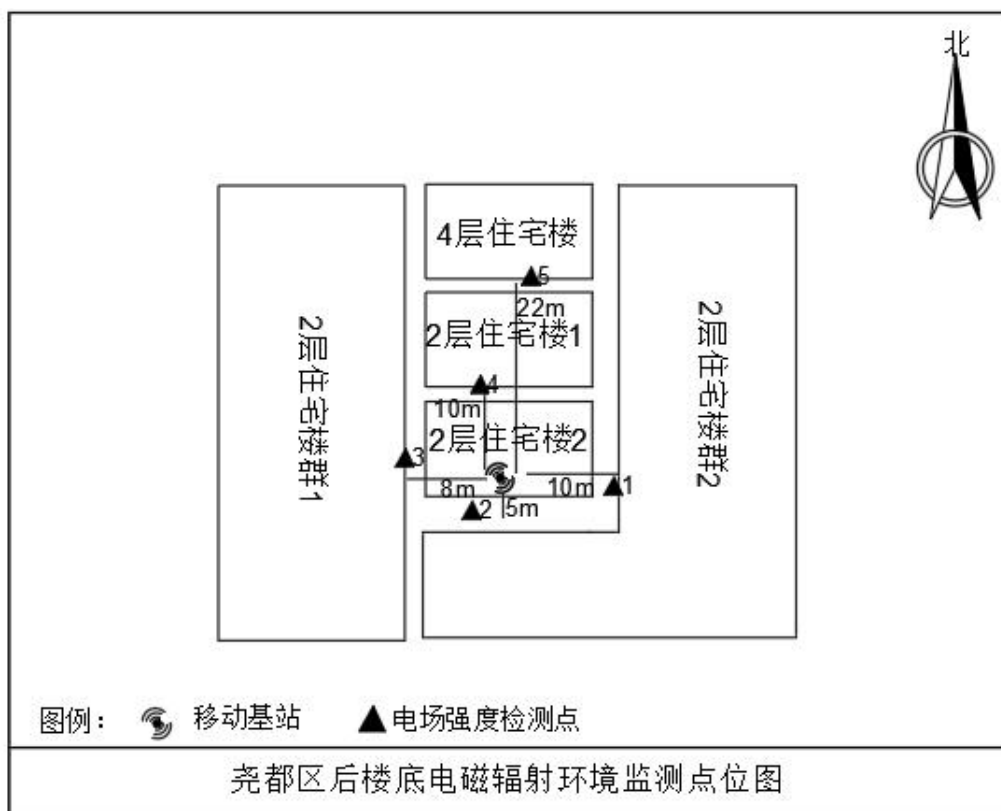 北
4层住宅楼
5
22m
2层住宅楼1
4
10m
2层住宅楼2
3
8m
10m
1
2
5m
2层住宅楼群1
2层住宅楼群2
图例：
移动基站
电场强度检测点
尧都区后楼底电磁辐射环境监测点位图